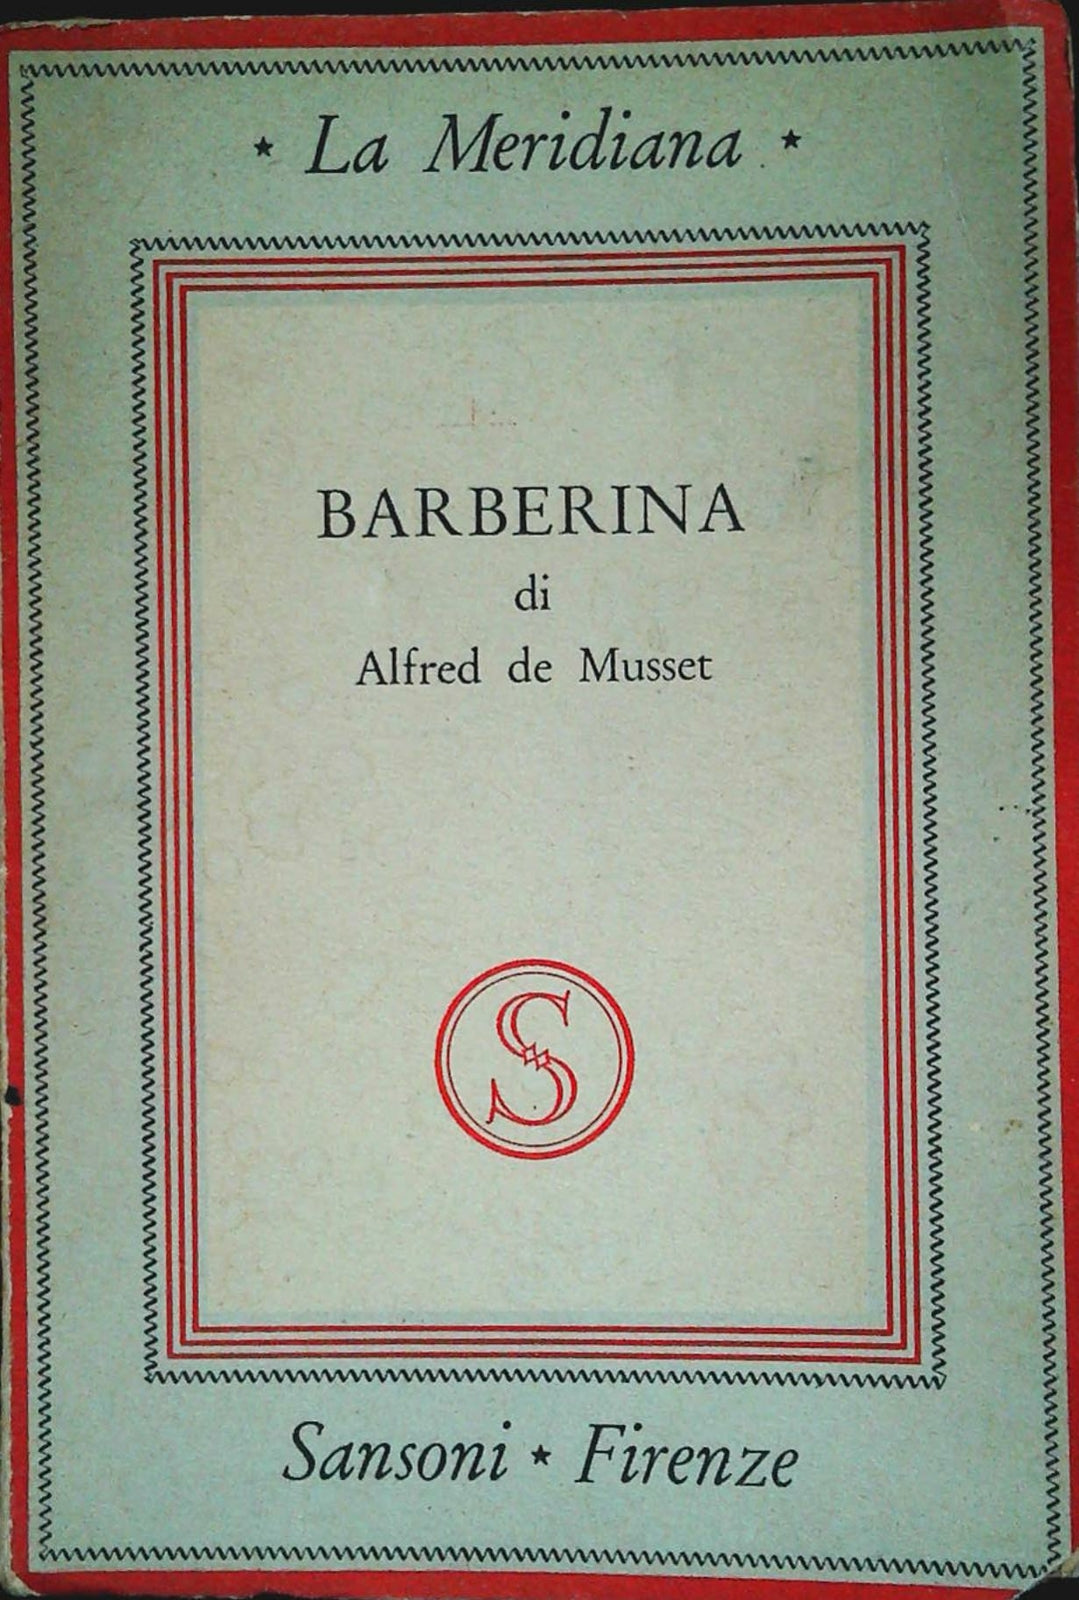 ★ La Meridiana ★
BARBERINA
di
Alfred de Musset
S
Sansoni ★ Firenze